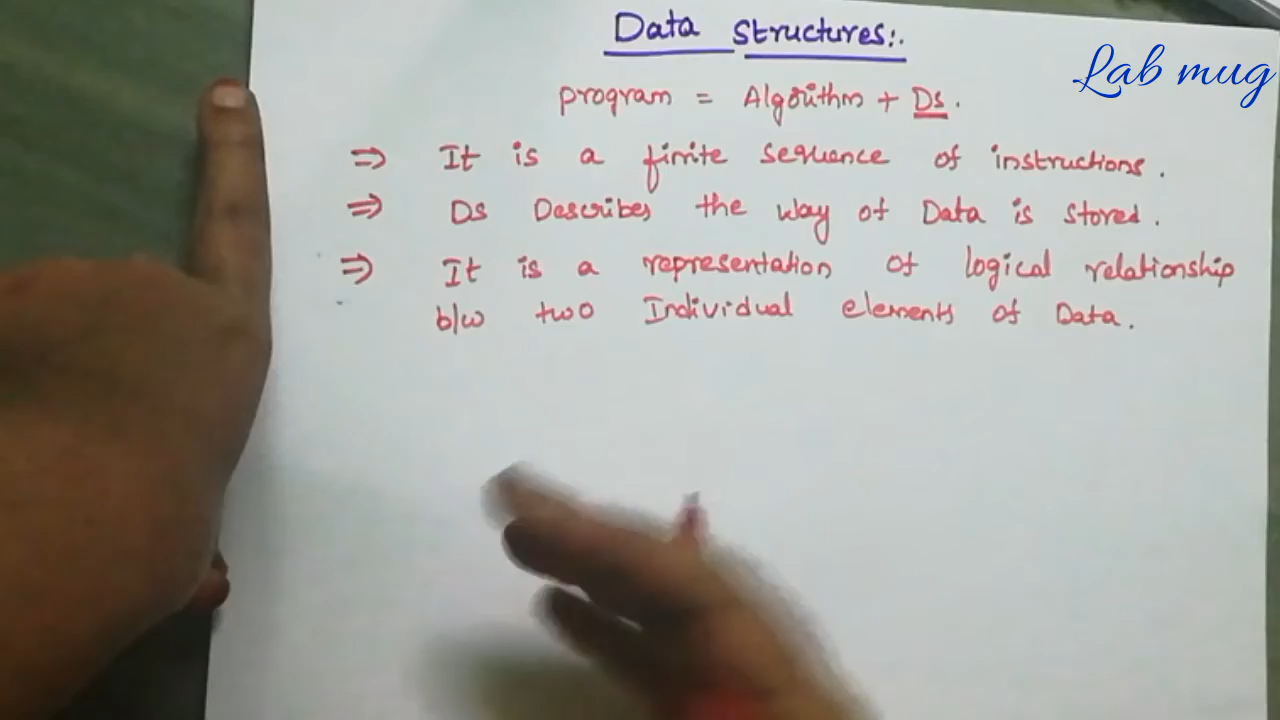 Data Structures:.
Lab mug
program = Algorithm + Ds.
⇒ It is a finite sequence of instructions.
⇒ Ds Describes the way of Data is stored.
⇒ It is a representation of logical relationship
b/w two Individual elements of Data.